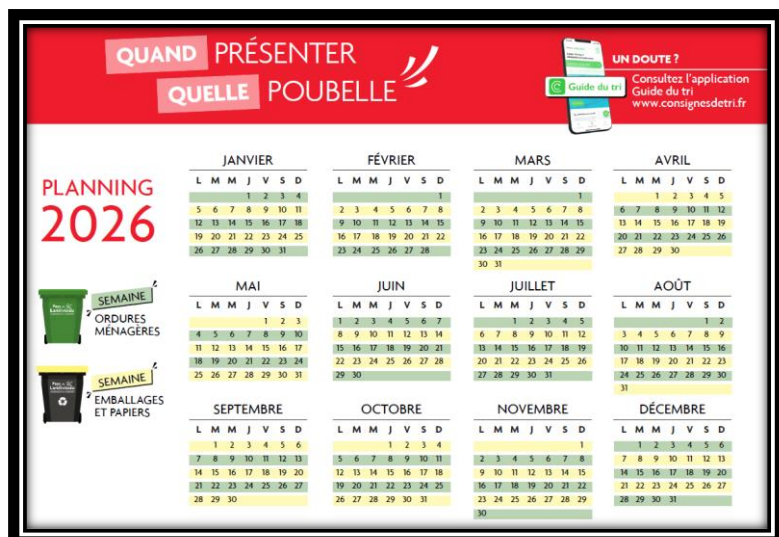 QUAND PRÉSENTER
QUELLE POUBELLE
UN DOUTE ?
Consultez l'application
Guide du tri
www.consignesdetri.fr
Guide du tri
PLANNING
2026
SEMAINE
ORDURES
MÉNAGÈRES
SEMAINE
EMBALLAGES
ET PAPIERS
JANVIER
L M M J V S D
1 2 3 4
5 6 7 8 9 10 11
12 13 14 15 16 17 18
19 20 21 22 23 24 25
26 27 28 29 30 31
FÉVRIER
L M M J V S D
1
2 3 4 5 6 7 8
9 10 11 12 13 14 15
16 17 18 19 20 21 22
23 24 25 26 27 28
MARS
L M M J V S D
1
2 3 4 5 6 7 8
9 10 11 12 13 14 15
16 17 18 19 20 21 22
23 24 25 26 27 28 29
30 31
AVRIL
L M M J V S D
1 2 3 4 5
6 7 8 9 10 11 12
13 14 15 16 17 18 19
20 21 22 23 24 25 26
27 28 29 30
MAI
L M M J V S D
1 2 3
4 5 6 7 8 9 10
11 12 13 14 15 16 17
18 19 20 21 22 23 24
25 26 27 28 29 30 31
JUIN
L M M J V S D
1 2 3 4 5 6 7
8 9 10 11 12 13 14
15 16 17 18 19 20 21
22 23 24 25 26 27 28
29 30
JUILLET
L M M J V S D
1 2 3 4 5
6 7 8 9 10 11 12
13 14 15 16 17 18 19
20 21 22 23 24 25 26
27 28 29 30 31
AOÛT
L M M J V S D
1 2
3 4 5 6 7 8 9
10 11 12 13 14 15 16
17 18 19 20 21 22 23
24 25 26 27 28 29 30
31
SEPTEMBRE
L M M J V S D
1 2 3 4 5 6
7 8 9 10 11 12 13
14 15 16 17 18 19 20
21 22 23 24 25 26 27
28 29 30
OCTOBRE
L M M J V S D
1 2 3 4
5 6 7 8 9 10 11
12 13 14 15 16 17 18
19 20 21 22 23 24 25
26 27 28 29 30 31
NOVEMBRE
L M M J V S D
1
2 3 4 5 6 7 8
9 10 11 12 13 14 15
16 17 18 19 20 21 22
23 24 25 26 27 28 29
30
DÉCEMBRE
L M M J V S D
1 2 3 4 5 6
7 8 9 10 11 12 13
14 15 16 17 18 19 20
21 22 23 24 25 26 27
28 29 30 31